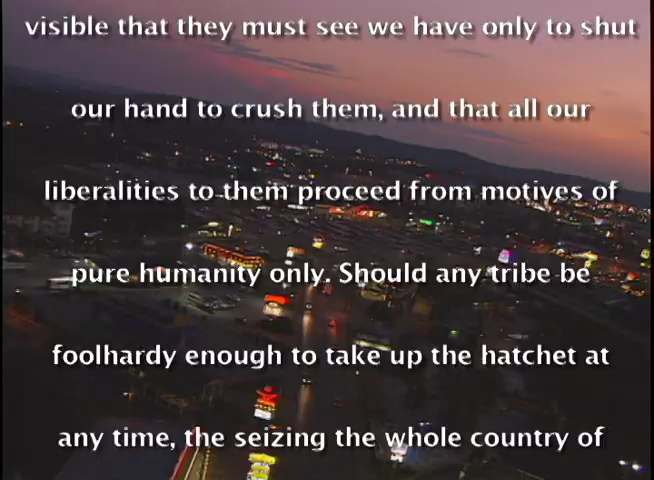 visible that they must see we have only to shut
our hand to crush them, and that all our
liberalities to them proceed from motives of
pure humanity only. Should any tribe be
foolhardy enough to take up the hatchet at
any time, the seizing the whole country of